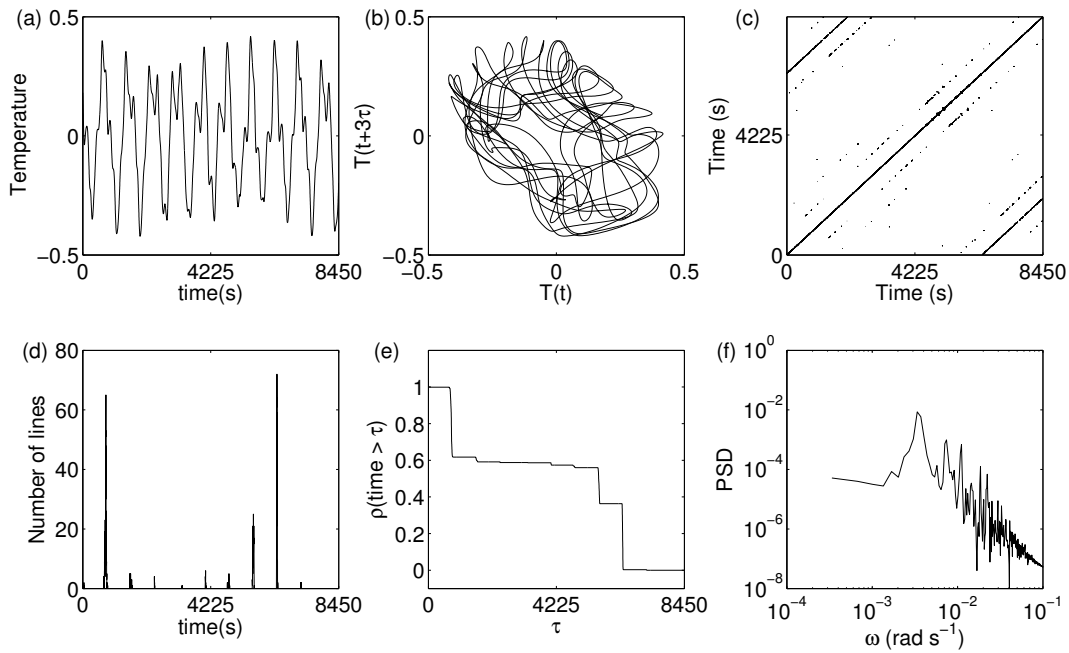 (a)
0.5
0
−0.5
Temperature
0
4225
8450
time(s)
(b)
0.5
0
−0.5
T(t+3τ)
−0.5
0
0.5
T(t)
(c)
8450
4225
0
Time (s)
0
4225
8450
Time (s)
(d)
80
60
40
20
0
Number of lines
0
4225
8450
time(s)
(e)
1
0.8
0.6
0.4
0.2
0
ρ(time > τ)
0
4225
8450
τ
(f)
10⁰
10⁻²
10⁻⁴
10⁻⁶
10⁻⁸
PSD
10⁻⁴
10⁻³
10⁻²
10⁻¹
ω (rad s⁻¹)